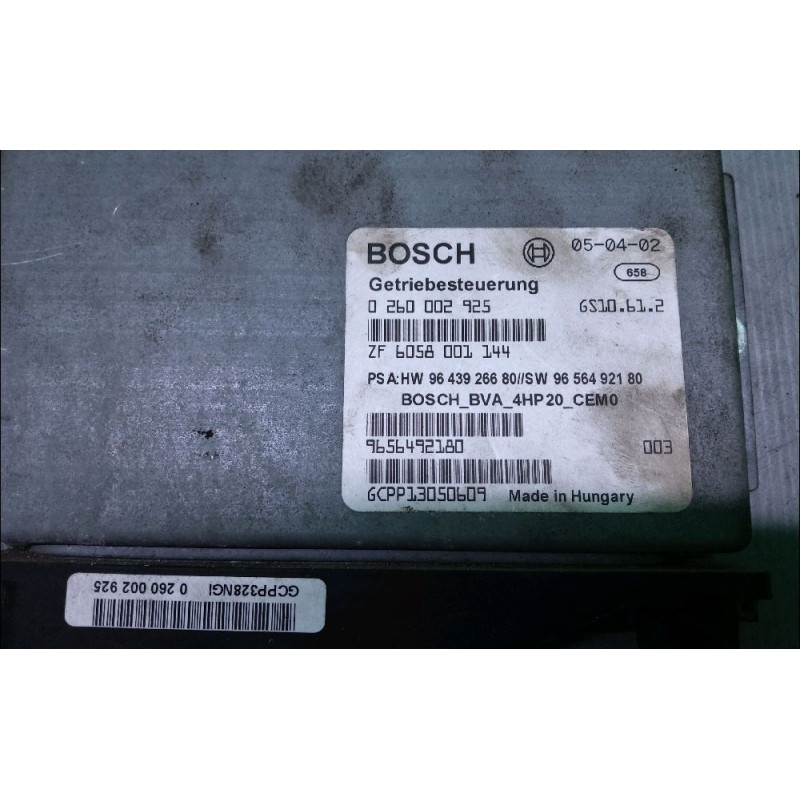 BOSCH 05-04-02
658
Getriebesteuerung
0 260 002 925 GS10.61.2
ZF 6058 001 144
PSA:HW 96 439 266 80//SW 96 564 921 80
BOSCH_BVA_4HP20_CEM0
9656492180 003
GCPP13050609 Made in Hungary
GCPP328NGI 0 260 002 925